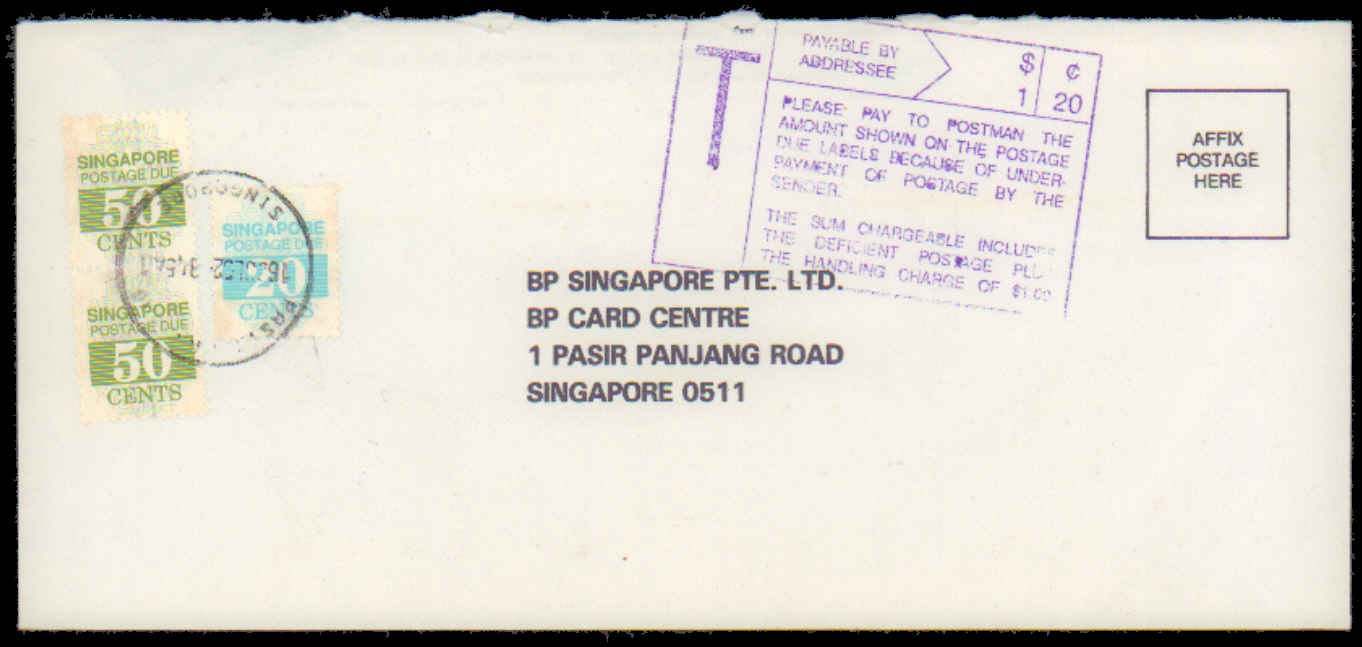 SINGAPORE
POSTAGE DUE
50
CENTS
SINGAPORE
POSTAGE DUE
50
CENTS
SINGAPORE
POSTAGE DUE
20
CENTS
SINGAPORE
T
PAYABLE BY
ADDRESSEE
$ ¢
1 20
PLEASE PAY TO POSTMAN THE
AMOUNT SHOWN ON THE POSTAGE
DUE LABELS BECAUSE OF UNDER-
PAYMENT OF POSTAGE BY THE
SENDER.
THE SUM CHARGEABLE INCLUDES
THE DEFICIENT POSTAGE
THE HANDLING CHARGE OF $1.00
AFFIX
POSTAGE
HERE
BP SINGAPORE PTE. LTD.
BP CARD CENTRE
1 PASIR PANJANG ROAD
SINGAPORE 0511